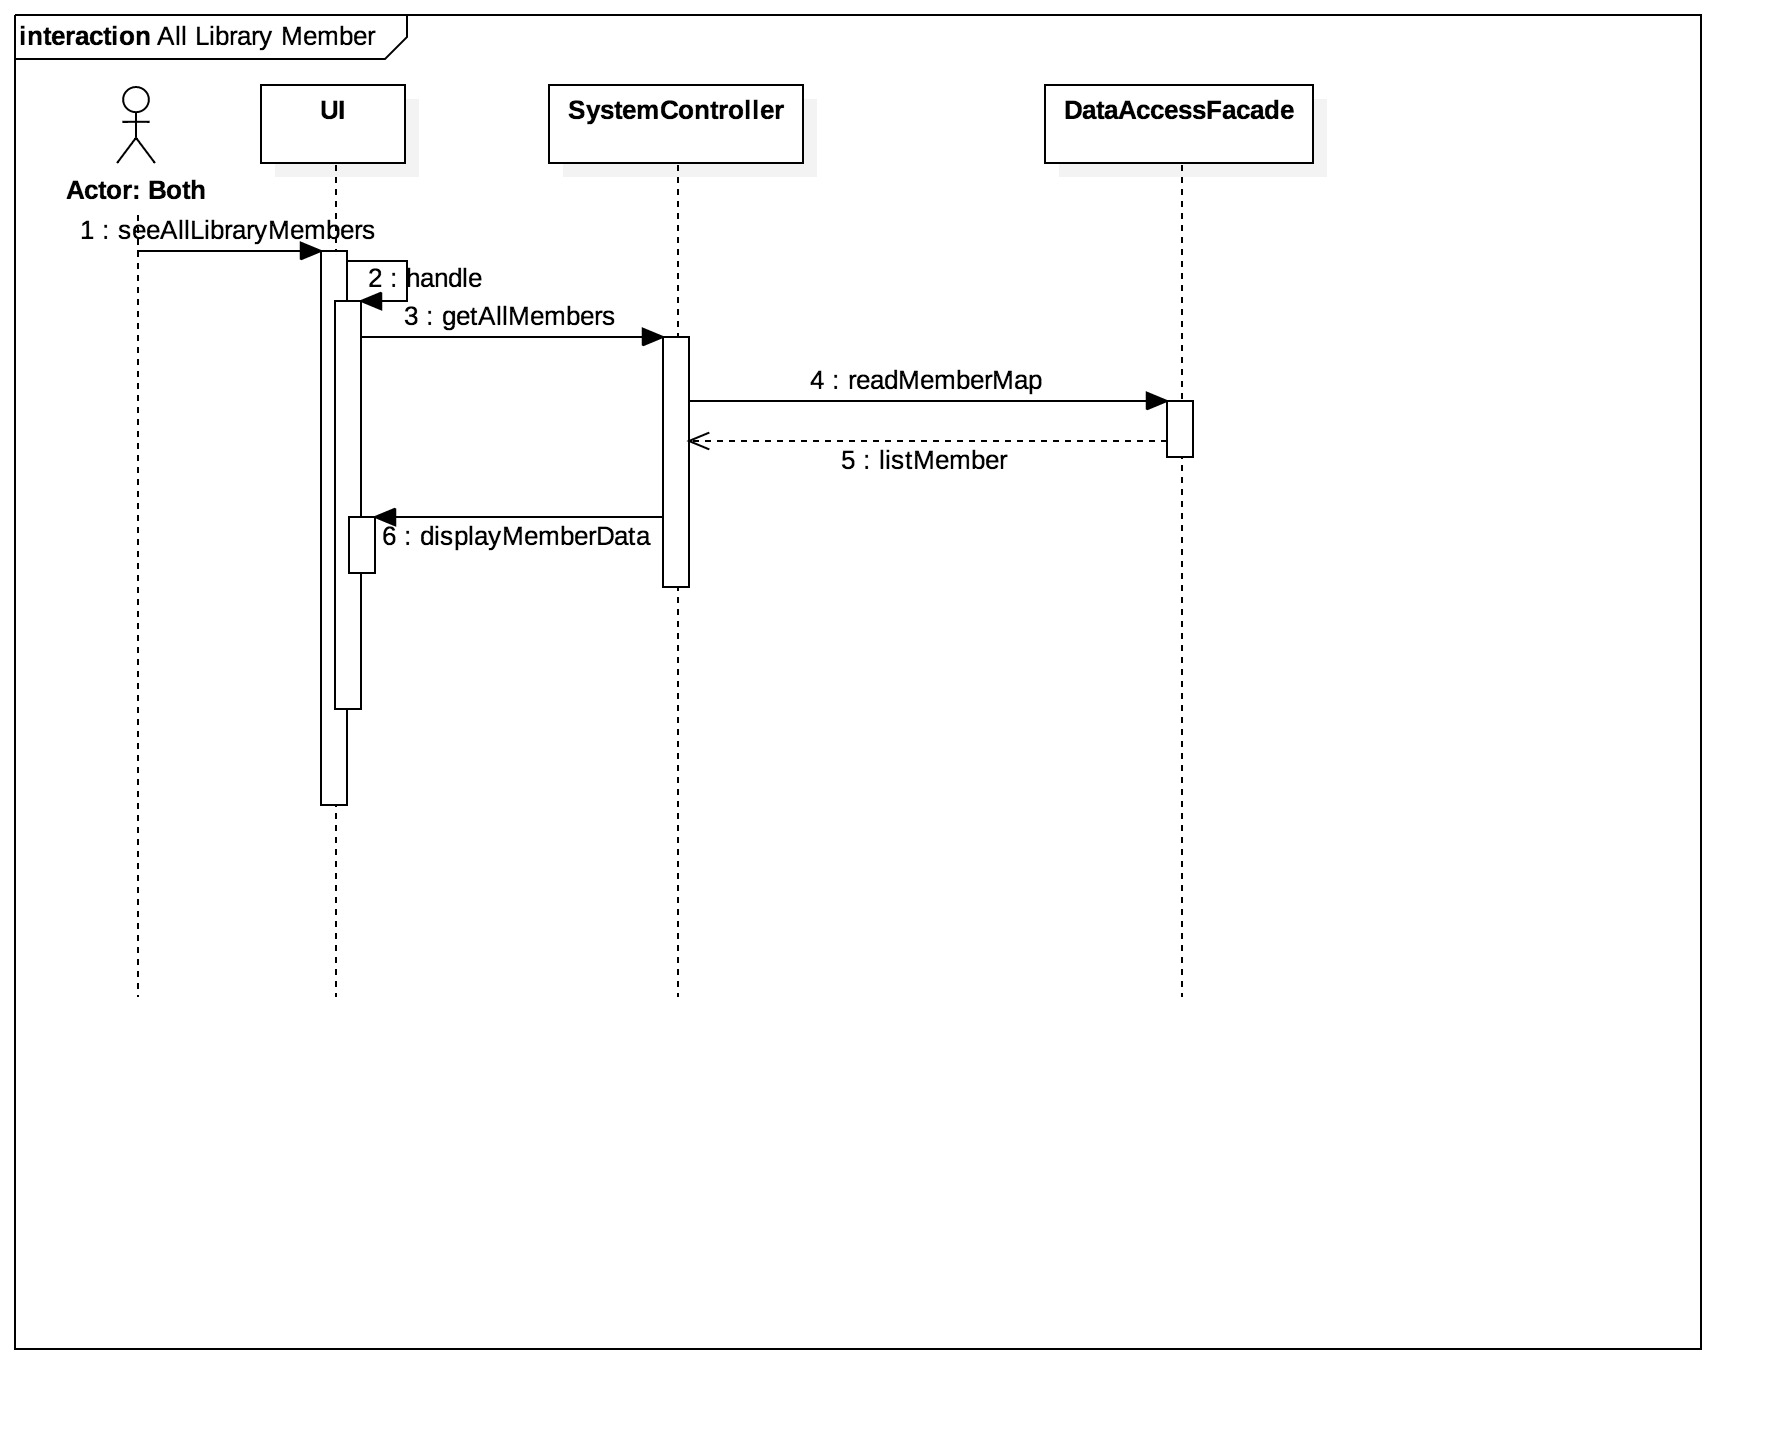 interaction All Library Member
UI
SystemController
DataAccessFacade
Actor: Both
1 : seeAllLibraryMembers
2 : handle
3 : getAllMembers
4 : readMemberMap
5 : listMember
6 : displayMemberData